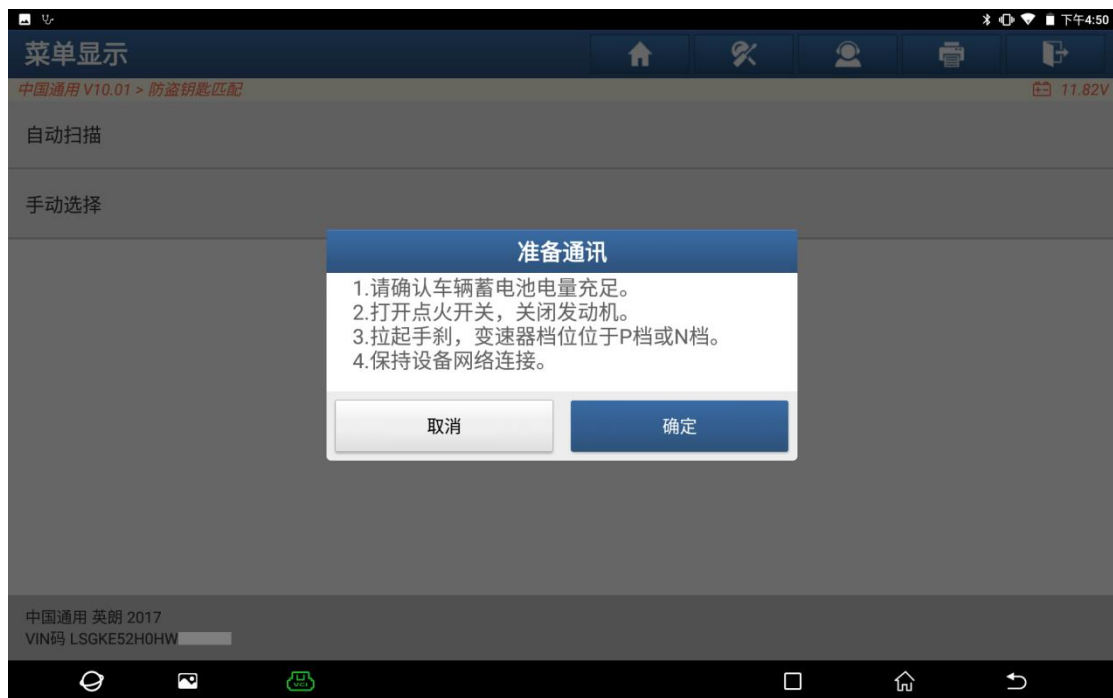 下午4:50
菜单显示
中国通用 V10.01 > 防盗钥匙匹配
11.82V
自动扫描
手动选择
准备通讯
1.请确认车辆蓄电池电量充足。
2.打开点火开关，关闭发动机。
3.拉起手刹，变速器档位位于P档或N档。
4.保持设备网络连接。
取消
确定
中国通用 英朗 2017
VIN码 LSGKE52H0HW
VCI